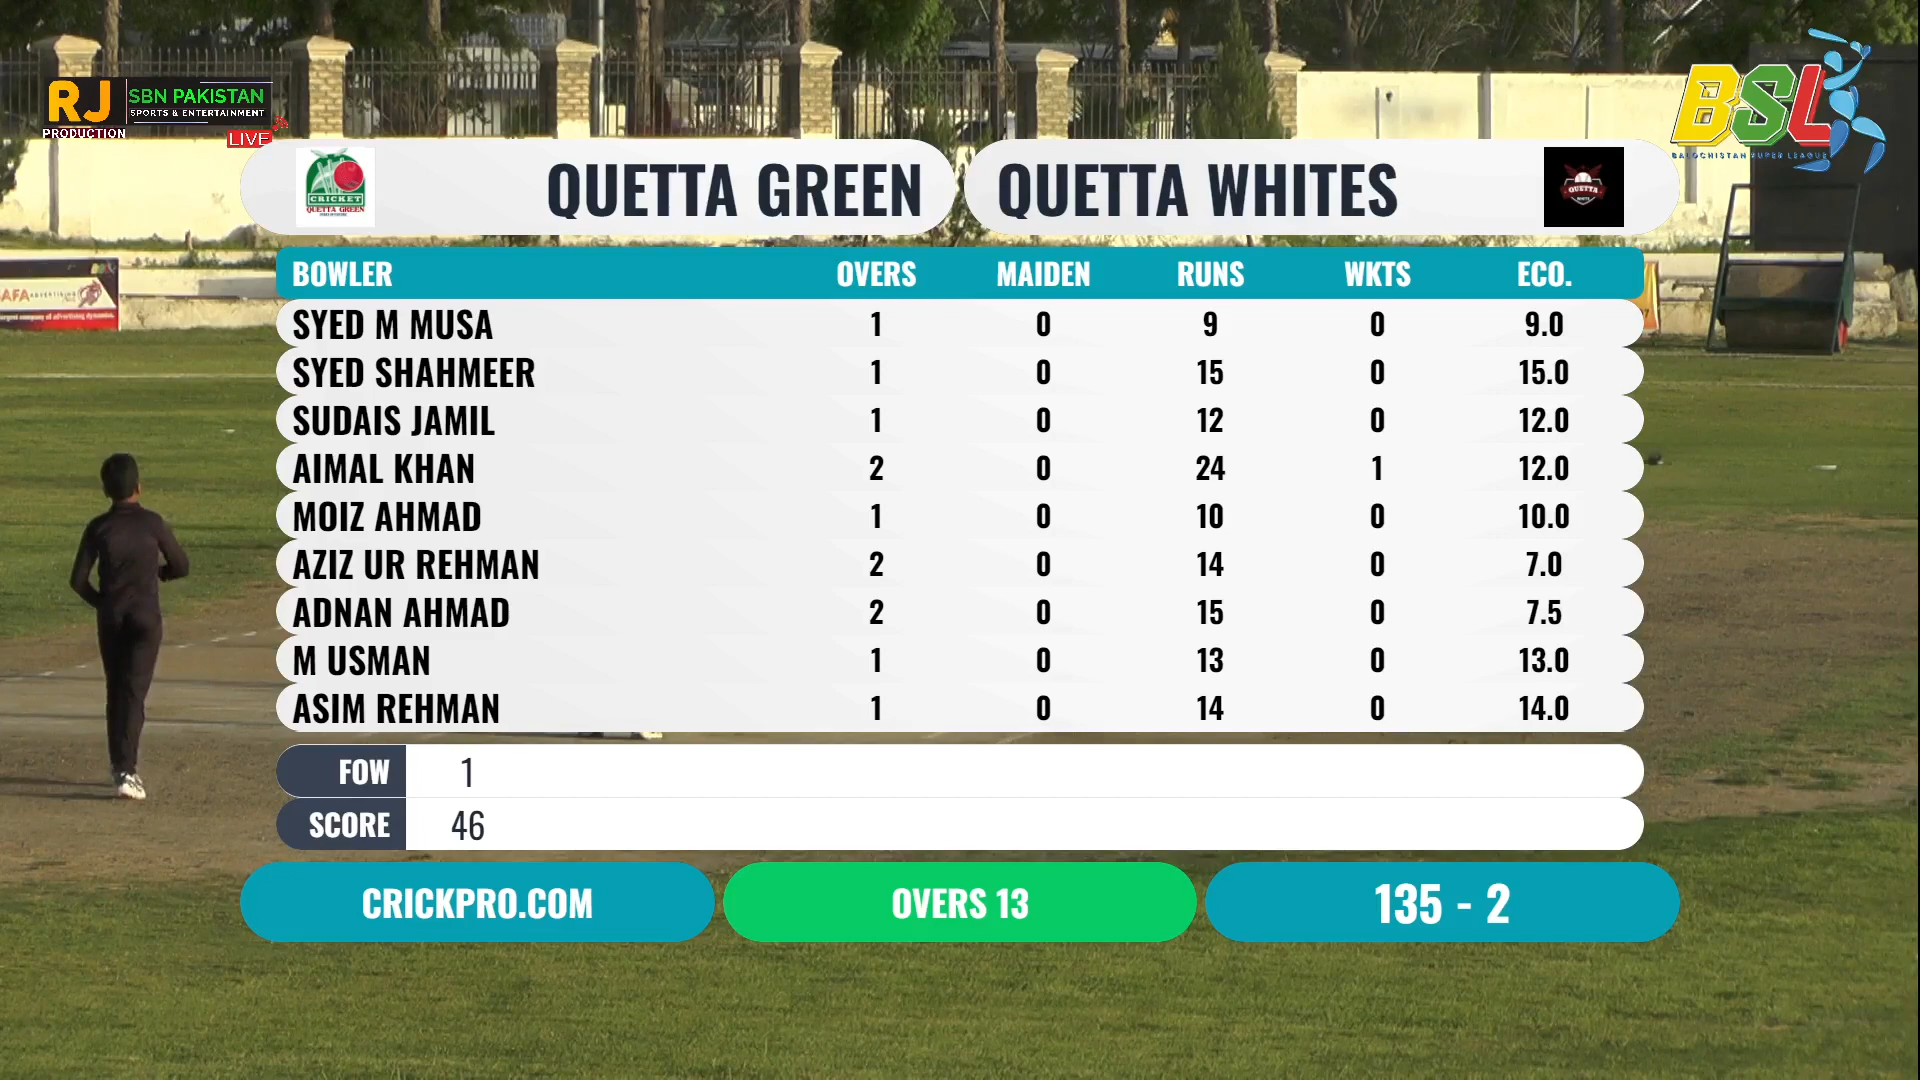 RJ
PRODUCTION
SBN PAKISTAN
SPORTS & ENTERTAINMENT
LIVE
BSL
BALOCHISTAN SUPER LEAGUE
CRICKET
QUETTA GREEN
QUETTA GREEN QUETTA WHITES
QUETTA
WHITE
BOWLER OVERS MAIDEN RUNS WKTS ECO.
SYED M MUSA 1 0 9 0 9.0
SYED SHAHMEER 1 0 15 0 15.0
SUDAIS JAMIL 1 0 12 0 12.0
AIMAL KHAN 2 0 24 1 12.0
MOIZ AHMAD 1 0 10 0 10.0
AZIZ UR REHMAN 2 0 14 0 7.0
ADNAN AHMAD 2 0 15 0 7.5
M USMAN 1 0 13 0 13.0
ASIM REHMAN 1 0 14 0 14.0
FOW 1
SCORE 46
CRICKPRO.COM OVERS 13 135 - 2